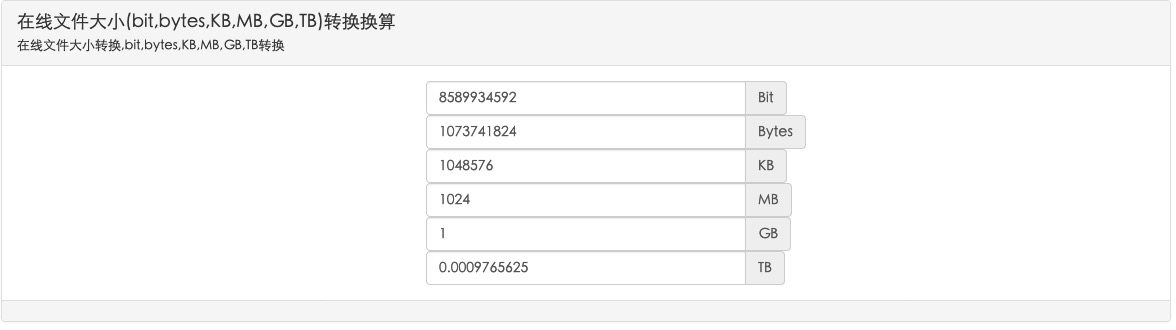 在线文件大小(bit,bytes,KB,MB,GB,TB)转换换算
在线文件大小转换,bit,bytes,KB,MB,GB,TB转换
8589934592 Bit
1073741824 Bytes
1048576 KB
1024 MB
1 GB
0.0009765625 TB